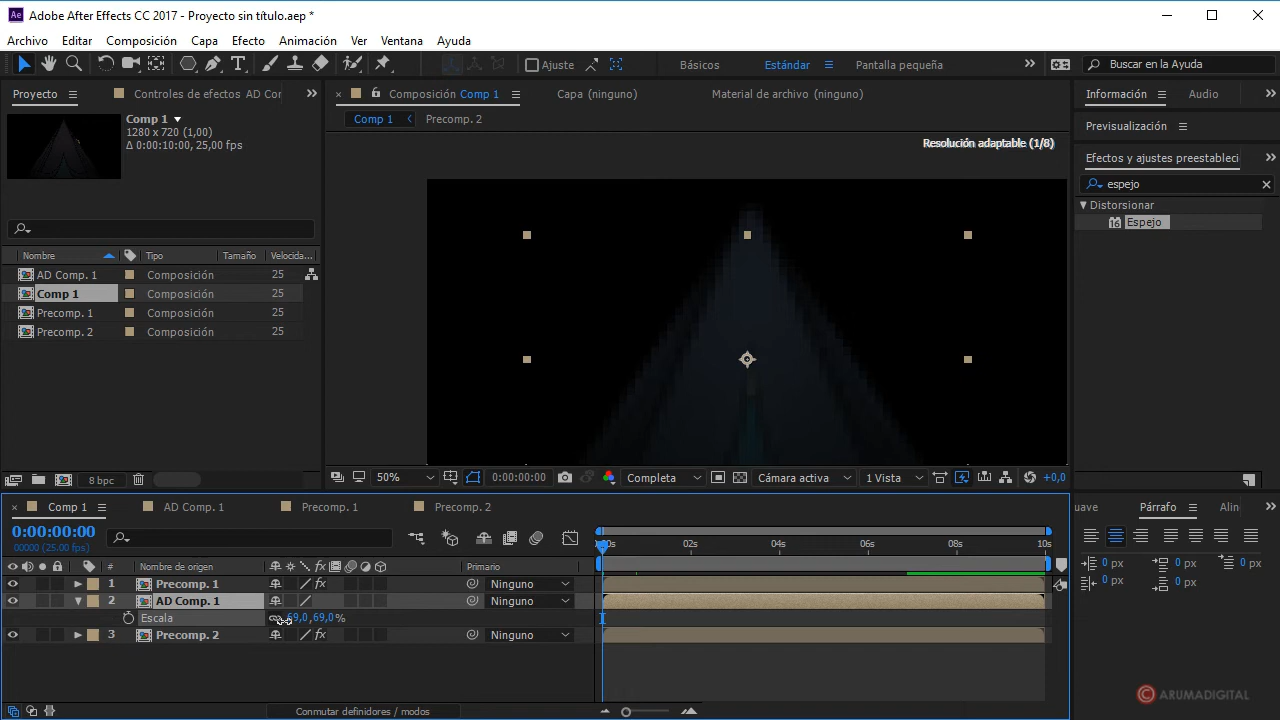 Adobe After Effects CC 2017 - Proyecto sin título.aep *
Archivo Editar Composición Capa Efecto Animación Ver Ventana Ayuda
Ajuste Básicos Estándar Pantalla pequeña Buscar en la Ayuda
Proyecto Controles de efectos AD Cor Composición Comp 1 Capa (ninguno) Material de archivo (ninguno) Información Audio
Comp 1 1280 x 720 (1,00) Δ 0:00:10:00, 25,00 fps
Comp 1 Precomp. 2 Previsualización
Resolución adaptable (1/8)
Efectos y ajustes preestableci
espejo
Distorsionar
16 Espejo
Nombre Tipo Tamaño Velocida...
AD Comp. 1 Composición 25
Comp 1 Composición 25
Precomp. 1 Composición 25
Precomp. 2 Composición 25
8 bpc 50% 0:00:00:00 Completa Cámara activa 1 Vista +0,0
Comp 1 AD Comp. 1 Precomp. 1 Precomp. 2 uave Párrafo Alin
0:00:00:00
00000 (25.00 fps)
02s 04s 06s 08s 10s
0 px 0 px 0 px
0 px 0 px
# Nombre de origen fx Primario
1 Precomp. 1 fx Ninguno
2 AD Comp. 1 Ninguno
Escala 69,0,69,0%
3 Precomp. 2 fx Ninguno
Conmutar definidores / modos
C ARUMADIGITAL